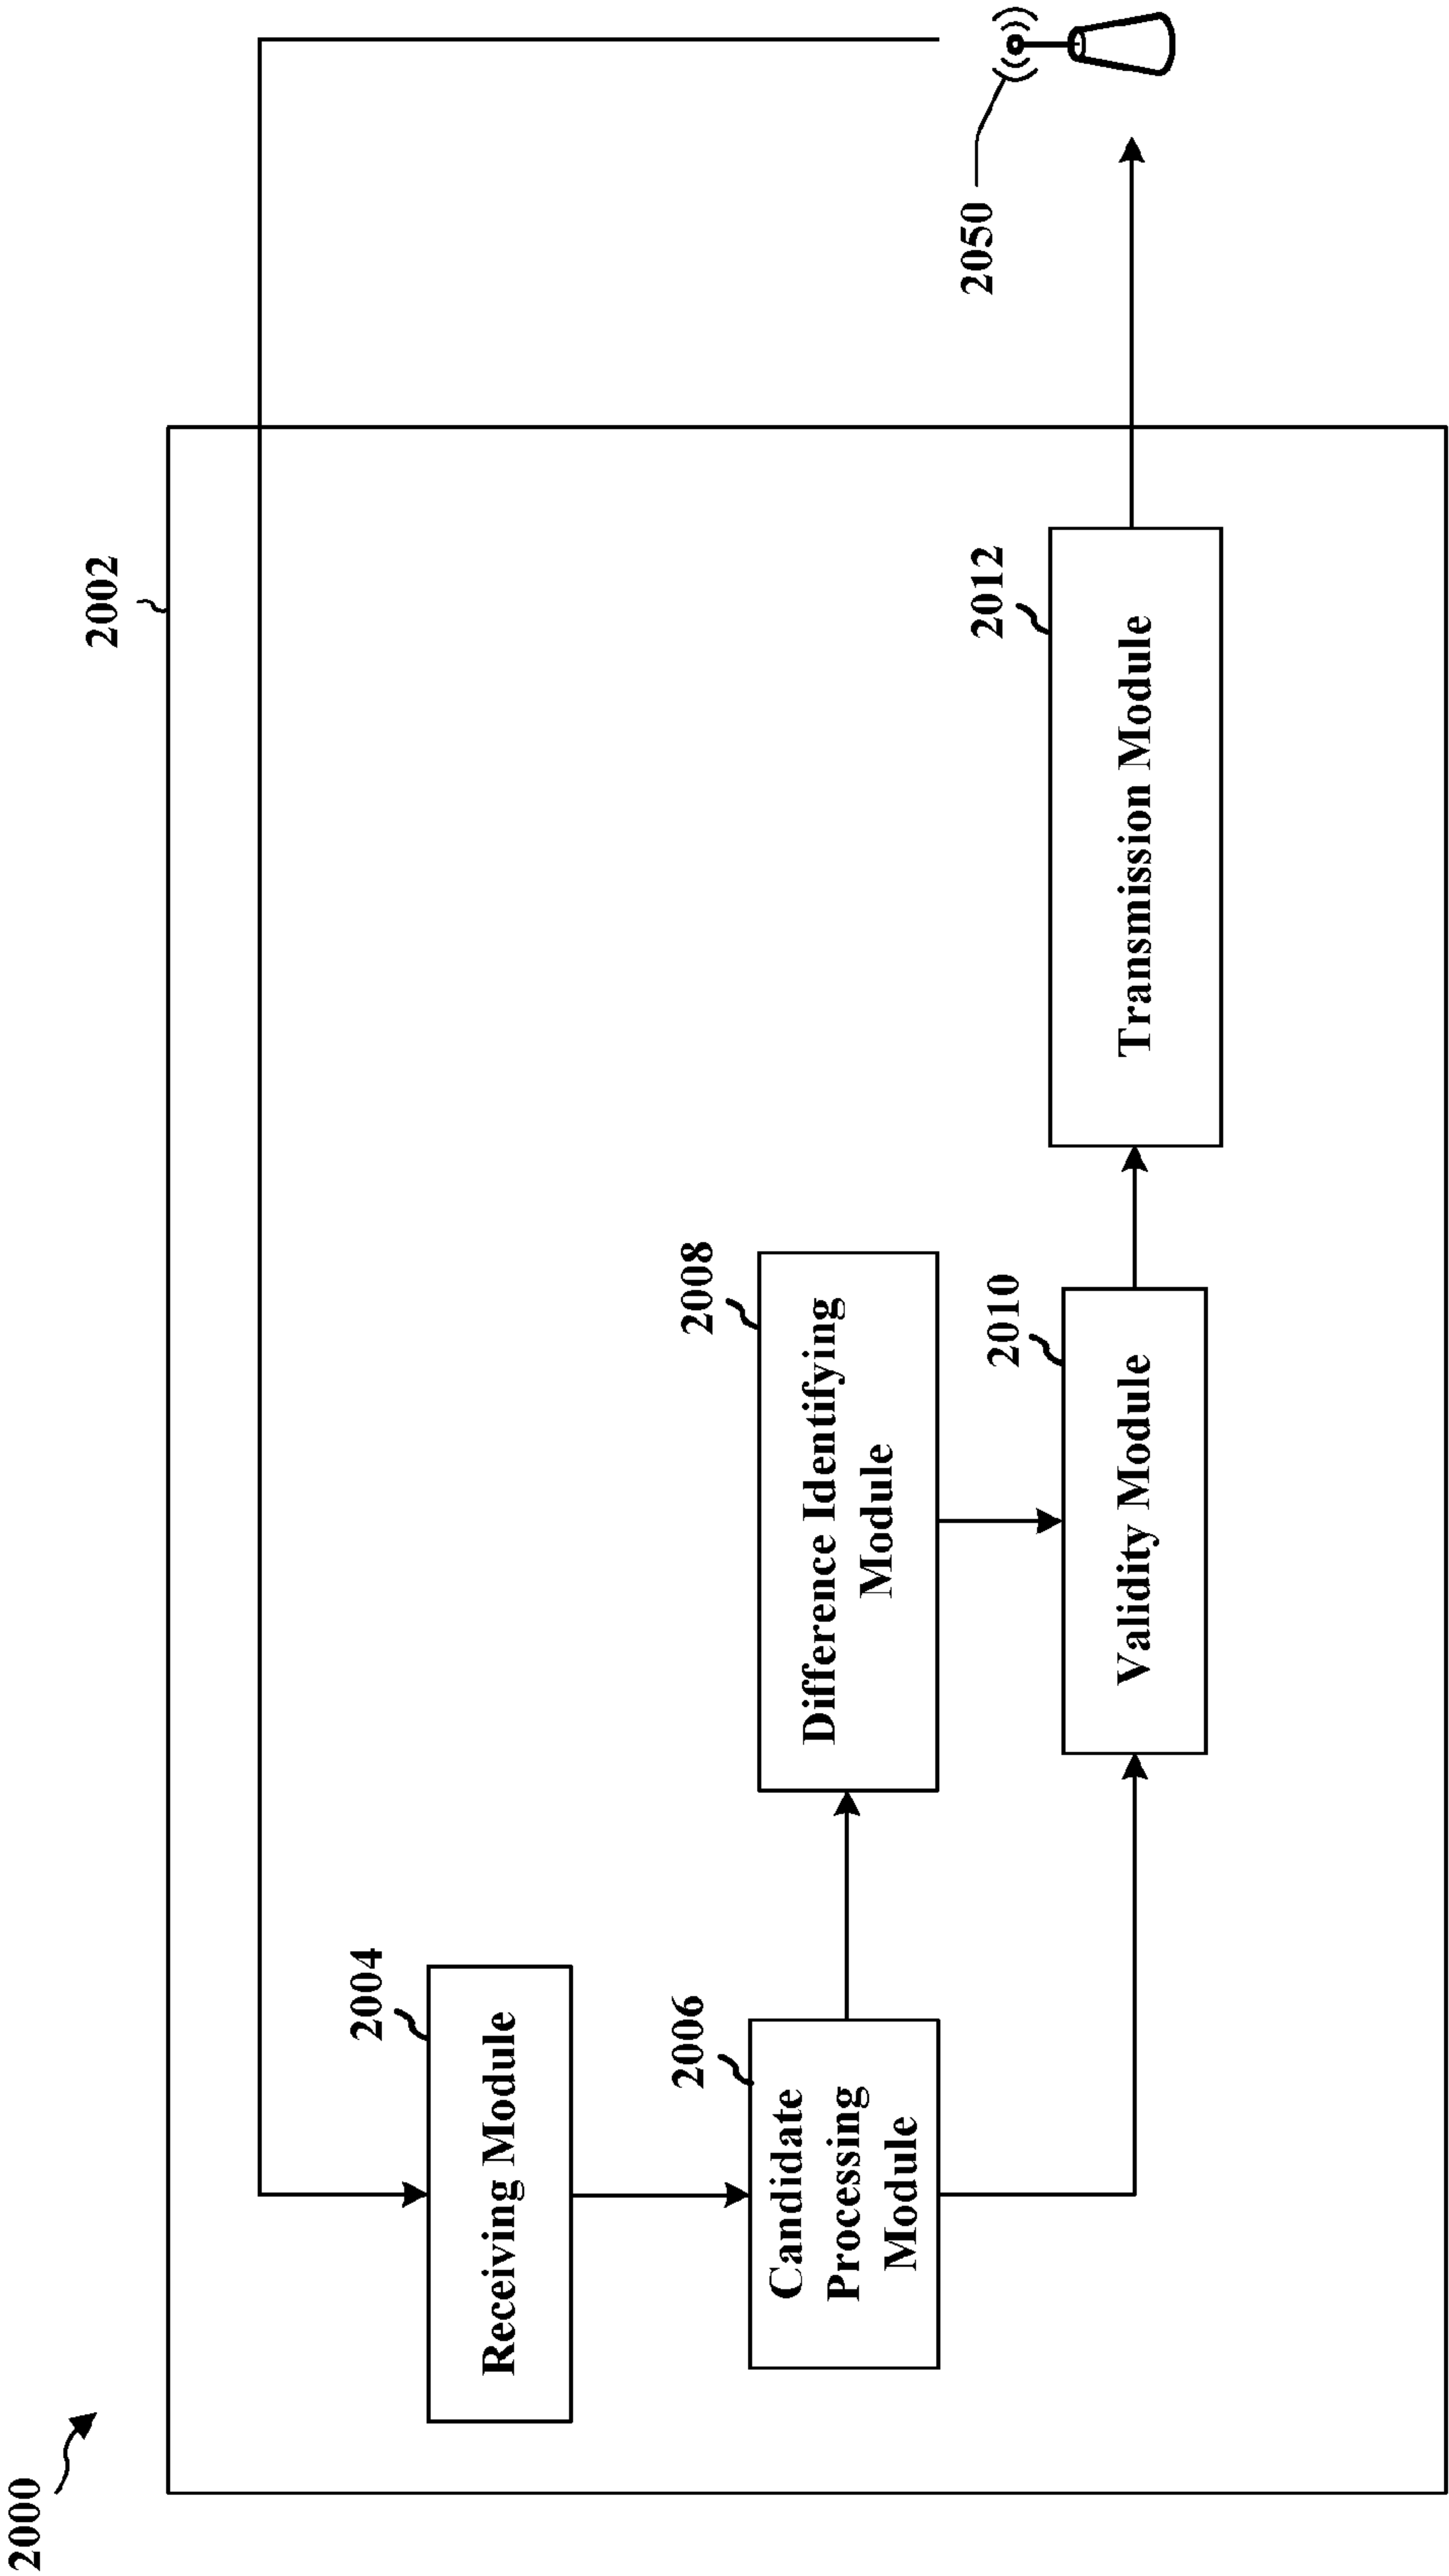 2000
2002
2004
Receiving Module
2006
Candidate
Processing
Module
2008
Difference Identifying
Module
2010
Validity Module
2012
Transmission Module
2050